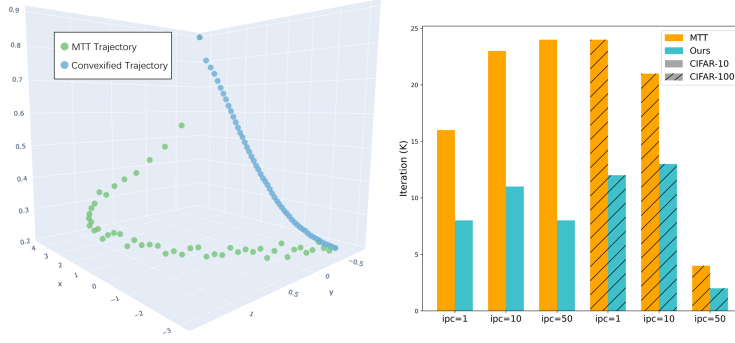 0.9
0.8
0.7
0.6
0.5
0.4
0.3
0.2
MTT Trajectory
Convexified Trajectory
4
3
2
1
0
−1
−2
−3
x
1
0.5
0
−0.5
y
25
20
15
10
5
0
Iteration (K)
MTT
Ours
CIFAR-10
CIFAR-100
ipc=1 ipc=10 ipc=50 ipc=1 ipc=10 ipc=50